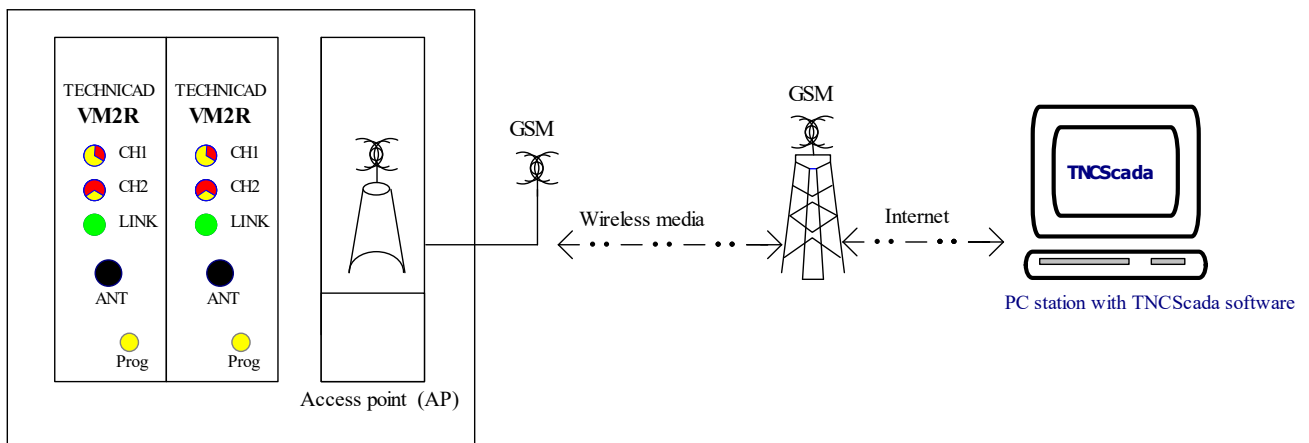 TECHNICAD
VM2R
CH1
CH2
LINK
ANT
Prog
TECHNICAD
VM2R
CH1
CH2
LINK
ANT
Prog
Access point (AP)
GSM
Wireless media
GSM
Internet
TNCScada
PC station with TNCScada software